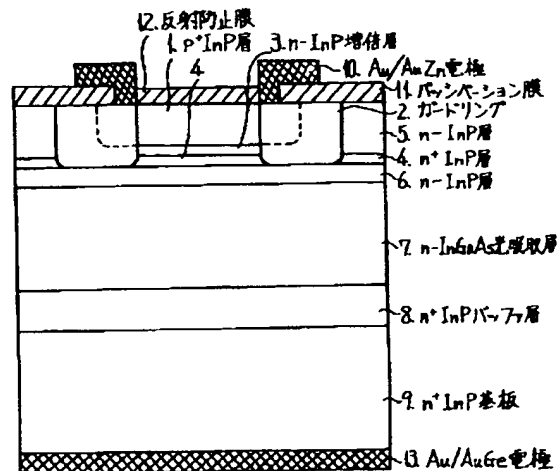 12.反射防止膜
1.p⁺InP層
3.n-InP増倍層
4.
10.Au/AuZn電極
11.パッシベーション膜
2.ガードリング
5.n-InP層
4.n⁺InP層
6.n-InP層
7.n-InGaAs光吸収層
8.n⁺InPバッファ層
9.n⁺InP基板
13.Au/AuGe電極